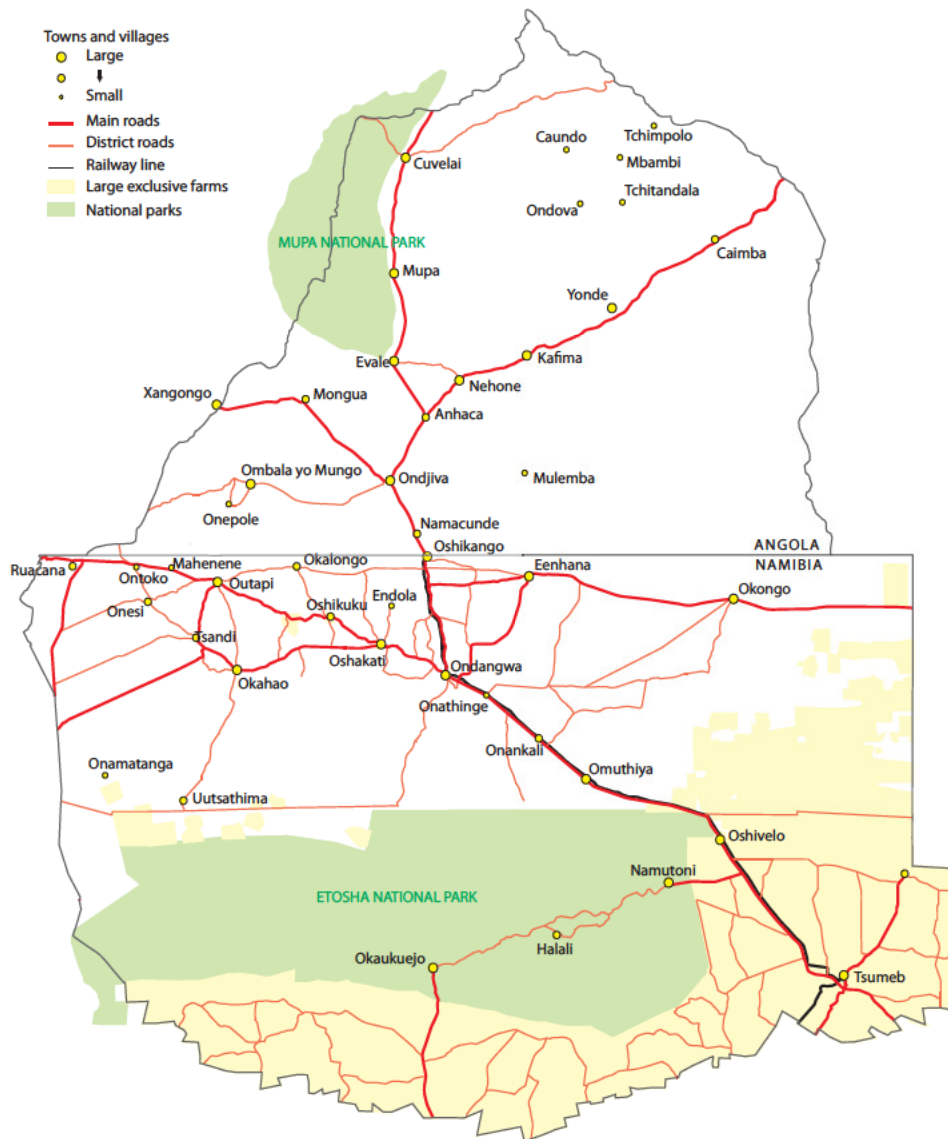 Towns and villages
Large
Small
Main roads
District roads
Railway line
Large exclusive farms
National parks
Cuvelai
Caundo
Tchimpolo
Mbambi
Tchitandala
Ondova
MUPA NATIONAL PARK
Caimba
Mupa
Yonde
Evale
Kafima
Nehone
Xangongo
Mongua
Anhaca
Ombala yo Mungo
Ondjiva
Mulemba
Onepole
Namacunde
Oshikango
ANGOLA
NAMIBIA
Ruacana
Ontoko
Mahenene
Okalongo
Eenhana
Outapi
Okongo
Onesi
Oshikuku
Endola
Tsandi
Oshakati
Okahao
Ondangwa
Onathinge
Onankali
Onamatanga
Omuthiya
Uutsathima
Oshivelo
Namutoni
ETOSHA NATIONAL PARK
Halali
Okaukuejo
Tsumeb